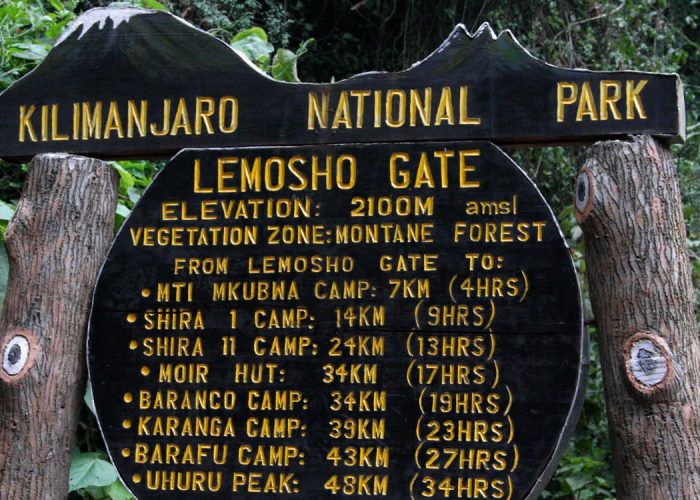 KILIMANJARO NATIONAL PARK
LEMOSHO GATE
ELEVATION: 2100M amsl
VEGETATION ZONE: MONTANE FOREST
FROM LEMOSHO GATE TO:
• MTI MKUBWA CAMP: 7KM (4HRS)
• SHIRA 1 CAMP: 14KM (9HRS)
• SHIRA 11 CAMP: 24KM (13HRS)
• MOIR HUT: 34KM (17HRS)
• BARANCO CAMP: 34KM (19HRS)
• KARANGA CAMP: 39KM (23HRS)
• BARAFU CAMP: 43KM (27HRS)
• UHURU PEAK: 48KM (34HRS)